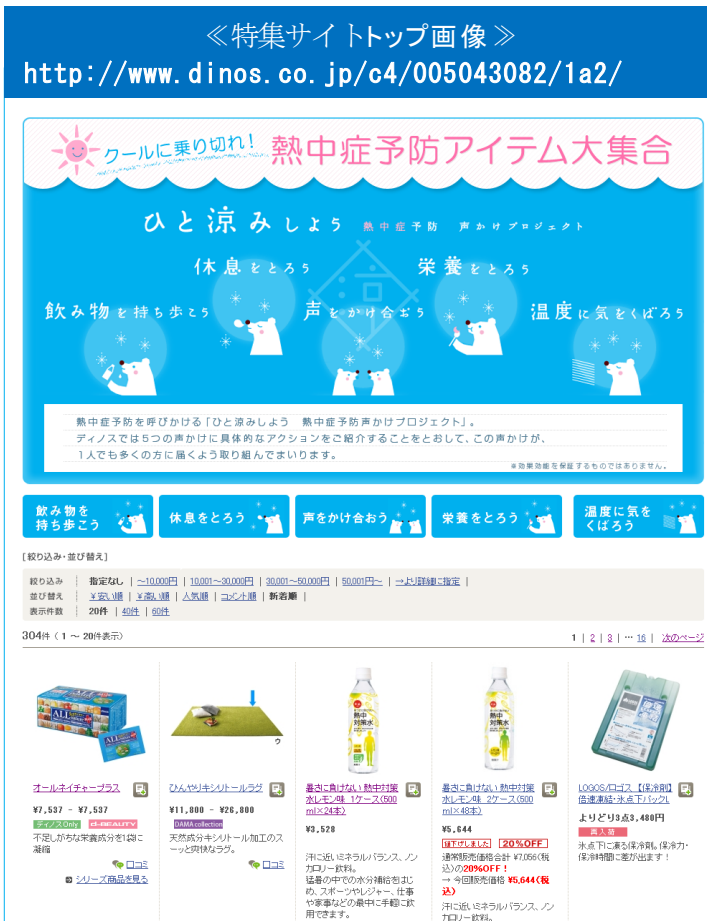 ≪特集サイトトップ画像≫
http://www.dinos.co.jp/c4/005043082/1a2/
クールに乗り切れ!
熱中症予防アイテム大集合
ひと涼みしよう 熱中症予防 声かけプロジェクト
休息をとろう
栄養をとろう
飲み物を持ち歩こう
声をかけ合おう
温度に気をくばろう
熱中症予防を呼びかける「ひと涼みしよう 熱中症予防声かけプロジェクト」。
ディノスでは5つの声かけに具体的なアクションをご紹介することをとおして、この声かけが、
1人でも多くの方に届くよう取り組んでまいります。
※効果効能を保証するものではありません。
飲み物を
持ち歩こう
休息をとろう
声をかけ合おう
栄養をとろう
温度に気を
くばろう
[絞り込み・並び替え]
絞り込み 指定なし | ~10,000円 | 10,001~30,000円 | 30,001~50,000円 | 50,001円~ | →より詳細に指定 |
並び替え ¥安い順 | ¥高い順 | 人気順 | コメント順 | 新着順 |
表示件数 20件 | 40件 | 60件
304件 ( 1 ~ 20件表示)
1 | 2 | 3 | … 16 | 次のページ
オールネイチャープラス
¥7,537 - ¥7,537
ディノスOnly d-BEAUTY
不足しがちな栄養成分を1袋に
凝縮
口コミ
シリーズ商品を見る
ウ
ひんやりキシリトールラグ
¥11,800 - ¥26,800
DAMA collection
天然成分キシリトール加工のス
ーッと爽快なラグ。
口コミ
熱中
対策水
暑さに負けない 熱中対策
水レモン味 1ケース(500
ml×24本)
¥3,528
汗に近いミネラルバランス、ノン
カロリー飲料。
猛暑の中での水分補給をはじ
め、スポーツやレジャー、仕事
や家事などの最中に手軽に飲
用できます。
熱中
対策水
暑さに負けない 熱中対策
水レモン味 2ケース(500
ml×48本)
¥5,644
値下げしました 20%OFF
通常販売価格合計 ¥7,056(税
込)の20%OFF!
→ 今回販売価格 ¥5,644(税
込)
汗に近いミネラルバランス、ノン
カロリー飲料。
LOGOS/ロゴス 【保冷剤】
倍速凍結・氷点下パックL
よりどり3点3,480円
再入荷
氷点下に凍る保冷剤。保冷力・
保冷時間に差が出ます!